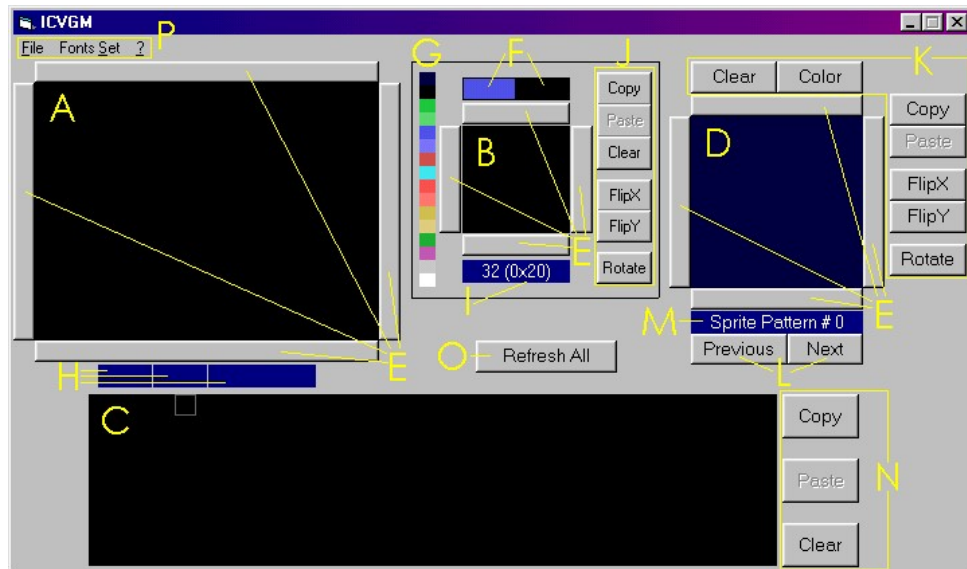 ICVGM
File Fonts Set ?
P
A
G
F
J
Copy
Paste
Clear
FlipX
FlipY
Rotate
B
E
32 (0x20)
I
K
Clear Color
D
Copy
Paste
FlipX
FlipY
Rotate
E
M
Sprite Pattern # 0
Previous Next
L
O
Refresh All
E
H
C
Copy
Paste
Clear
N